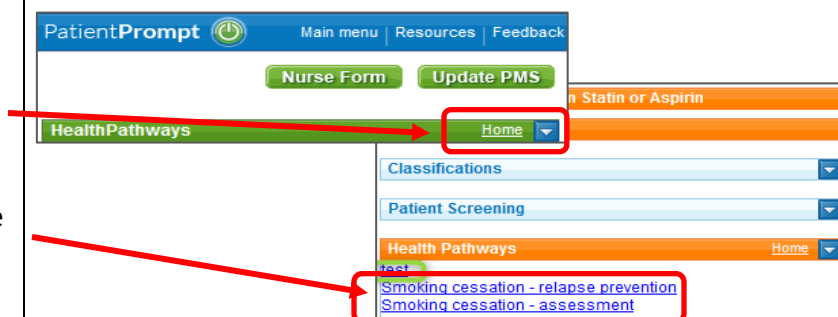 PatientPrompt Main menu | Resources | Feedback
Nurse Form Update PMS
n Statin or Aspirin
HealthPathways Home
Classifications
Patient Screening
e
Health Pathways Home
test
Smoking cessation - relapse prevention
Smoking cessation - assessment